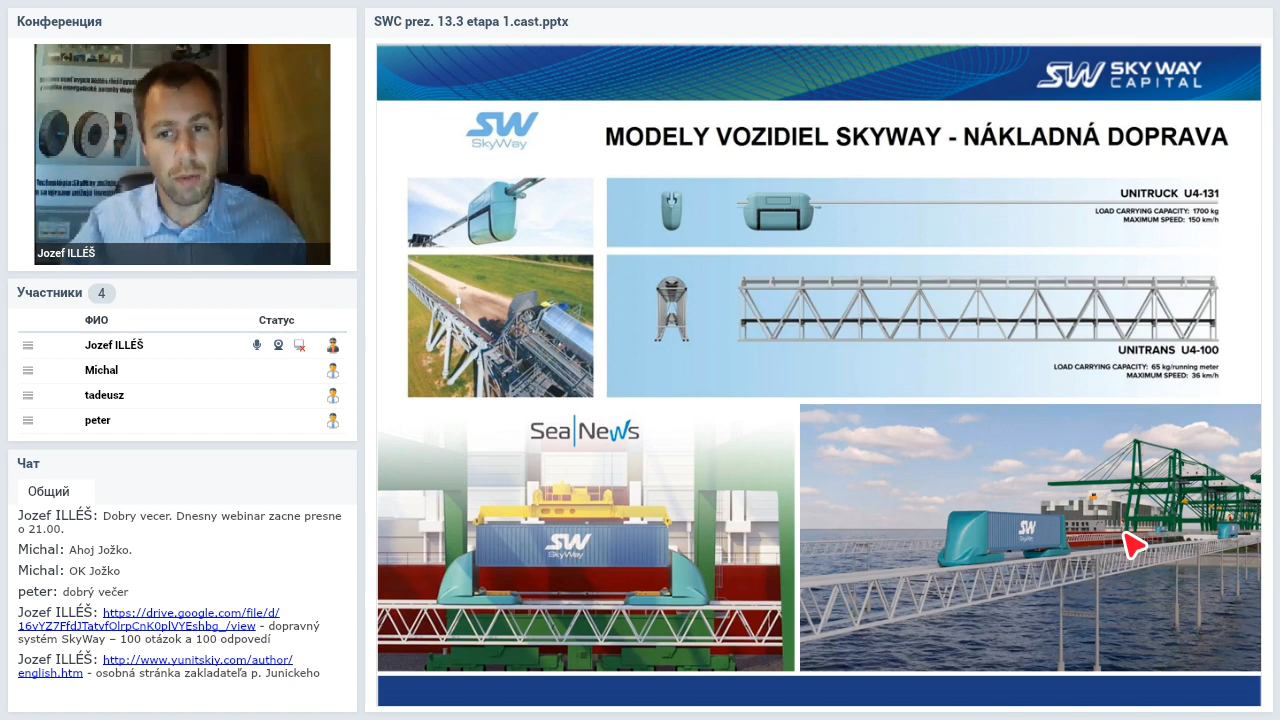 Конференция
Jozef ILLÉŠ
Участники 4
ФИО Статус
Jozef ILLÉŠ
Michal
tadeusz
peter
Чат
Общий
Jozef ILLÉŠ: Dobry vecer. Dnesny webinar zacne presne
o 21.00.
Michal: Ahoj Jožko.
Michal: OK Jožko
peter: dobrý večer
Jozef ILLÉŠ: https://drive.google.com/file/d/
16vYZ7FfdJTatvfOlrpCnK0plVYEshbg_/view - dopravný
systém SkyWay – 100 otázok a 100 odpovedí
Jozef ILLÉŠ: http://www.yunitskiy.com/author/
english.htm - osobná stránka zakladateľa p. Junickeho
SWC prez. 13.3 etapa 1.cast.pptx
SW SKY WAY
CAPITAL
SW
SkyWay
MODELY VOZIDIEL SKYWAY - NÁKLADNÁ DOPRAVA
UNITRUCK U4-131
LOAD CARRYING CAPACITY: 1700 kg
MAXIMUM SPEED: 150 km/h
UNITRANS U4-100
LOAD CARRYING CAPACITY: 65 kg/running meter
MAXIMUM SPEED: 36 km/h
Sea News
SW
SkyWay
SW
SkyWay